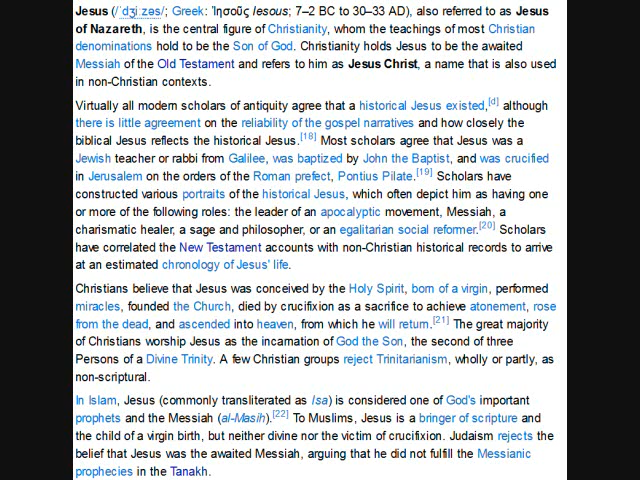 Jesus (/ˈdʒiːzəs/; Greek: Ἰησοῦς Iesous; 7–2 BC to 30–33 AD), also referred to as Jesus
of Nazareth, is the central figure of Christianity, whom the teachings of most Christian
denominations hold to be the Son of God. Christianity holds Jesus to be the awaited
Messiah of the Old Testament and refers to him as Jesus Christ, a name that is also used
in non-Christian contexts.
Virtually all modern scholars of antiquity agree that a historical Jesus existed,[d] although
there is little agreement on the reliability of the gospel narratives and how closely the
biblical Jesus reflects the historical Jesus.[18] Most scholars agree that Jesus was a
Jewish teacher or rabbi from Galilee, was baptized by John the Baptist, and was crucified
in Jerusalem on the orders of the Roman prefect, Pontius Pilate.[19] Scholars have
constructed various portraits of the historical Jesus, which often depict him as having one
or more of the following roles: the leader of an apocalyptic movement, Messiah, a
charismatic healer, a sage and philosopher, or an egalitarian social reformer.[20] Scholars
have correlated the New Testament accounts with non-Christian historical records to arrive
at an estimated chronology of Jesus' life.
Christians believe that Jesus was conceived by the Holy Spirit, born of a virgin, performed
miracles, founded the Church, died by crucifixion as a sacrifice to achieve atonement, rose
from the dead, and ascended into heaven, from which he will return.[21] The great majority
of Christians worship Jesus as the incarnation of God the Son, the second of three
Persons of a Divine Trinity. A few Christian groups reject Trinitarianism, wholly or partly, as
non-scriptural.
In Islam, Jesus (commonly transliterated as Isa) is considered one of God's important
prophets and the Messiah (al-Masih).[22] To Muslims, Jesus is a bringer of scripture and
the child of a virgin birth, but neither divine nor the victim of crucifixion. Judaism rejects the
belief that Jesus was the awaited Messiah, arguing that he did not fulfill the Messianic
prophecies in the Tanakh.